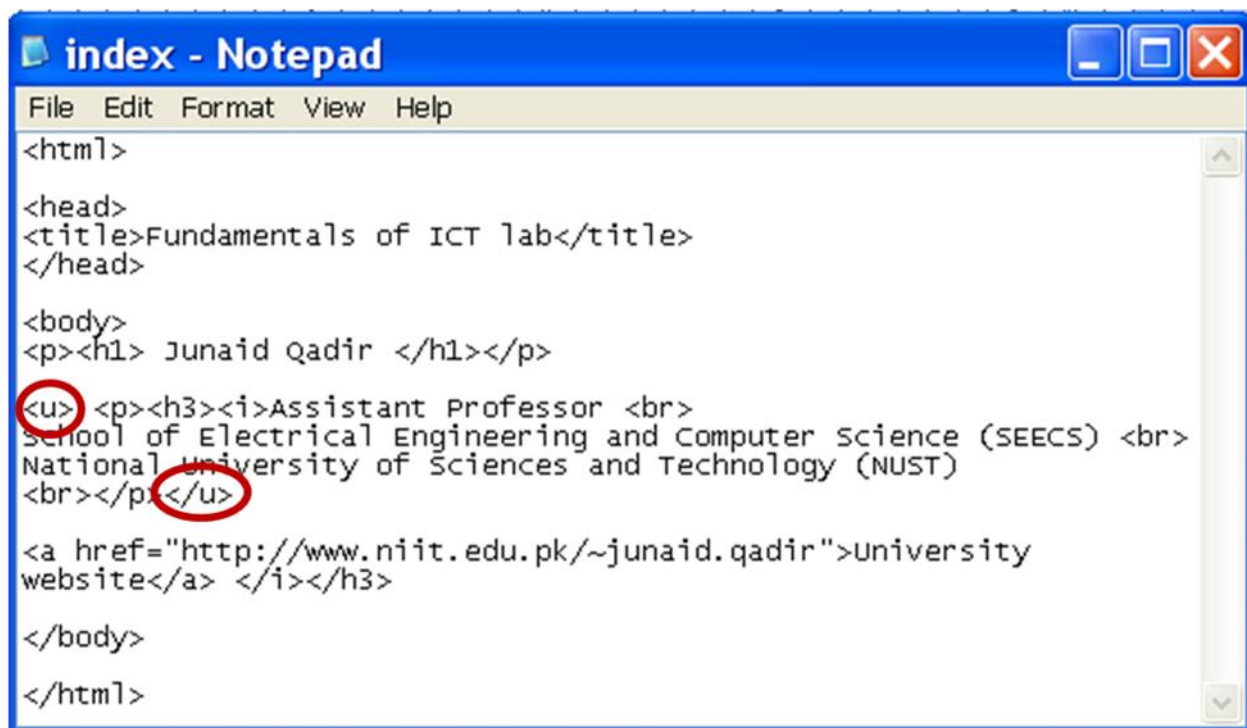 index - Notepad
File Edit Format View Help
<html>
<head>
<title>Fundamentals of ICT lab</title>
</head>
<body>
<p><h1> Junaid Qadir </h1></p>
<u> <p><h3><i>Assistant Professor <br>
School of Electrical Engineering and Computer Science (SEECS) <br>
National University of Sciences and Technology (NUST)
<br></p></u>
<a href="http://www.niit.edu.pk/~junaid.qadir">University
website</a> </i></h3>
</body>
</html>